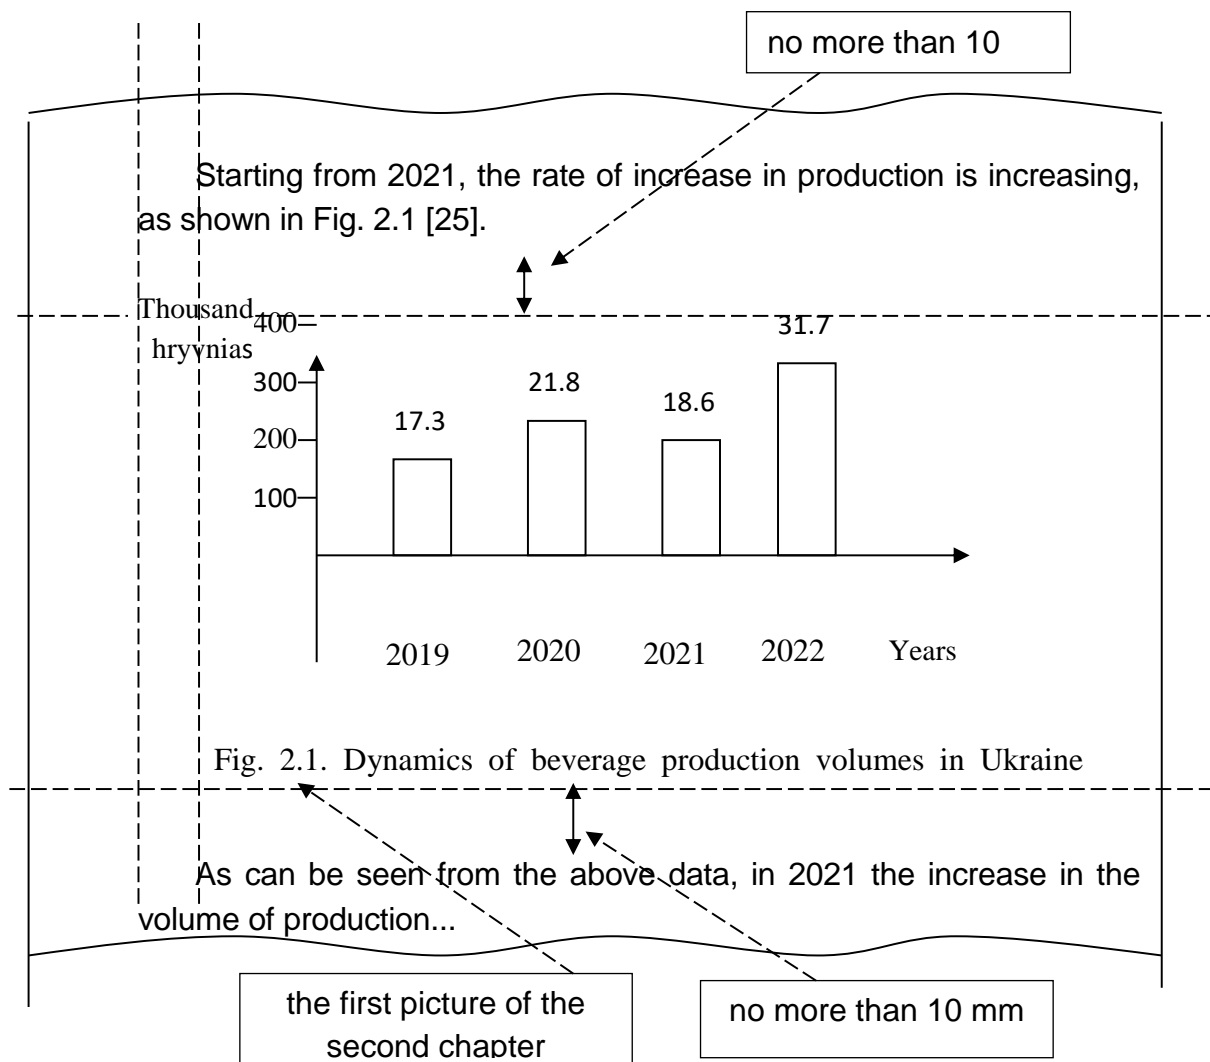 no more than 10
Starting from 2021, the rate of increase in production is increasing,
as shown in Fig. 2.1 [25].
Thousand
hryvnias
400
31.7
300
21.8
18.6
17.3
200
100
2019 2020 2021 2022 Years
Fig. 2.1. Dynamics of beverage production volumes in Ukraine
As can be seen from the above data, in 2021 the increase in the
volume of production...
the first picture of the
second chapter
no more than 10 mm